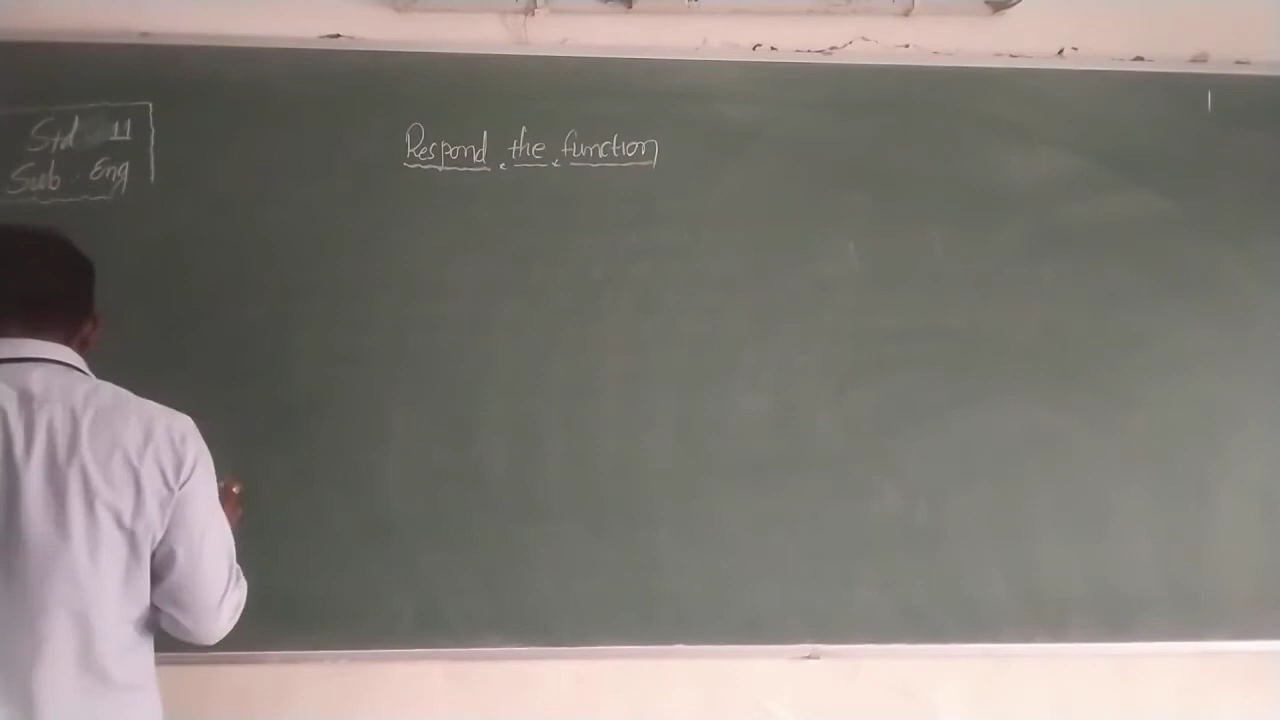 Std 11
Sub . Eng
Respond the function